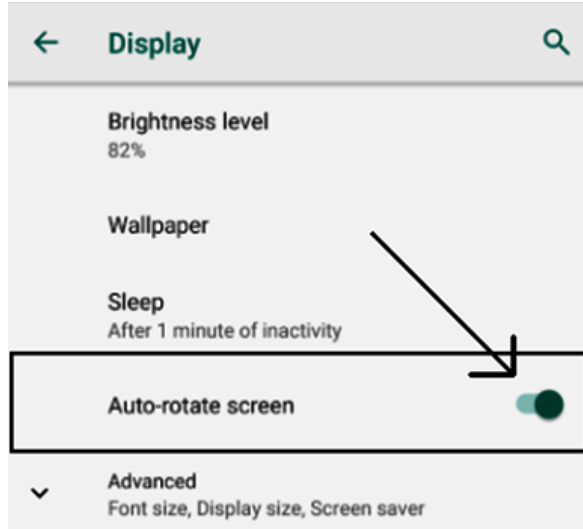 Display
Brightness level
82%
Wallpaper
Sleep
After 1 minute of inactivity
Auto-rotate screen
Advanced
Font size, Display size, Screen saver